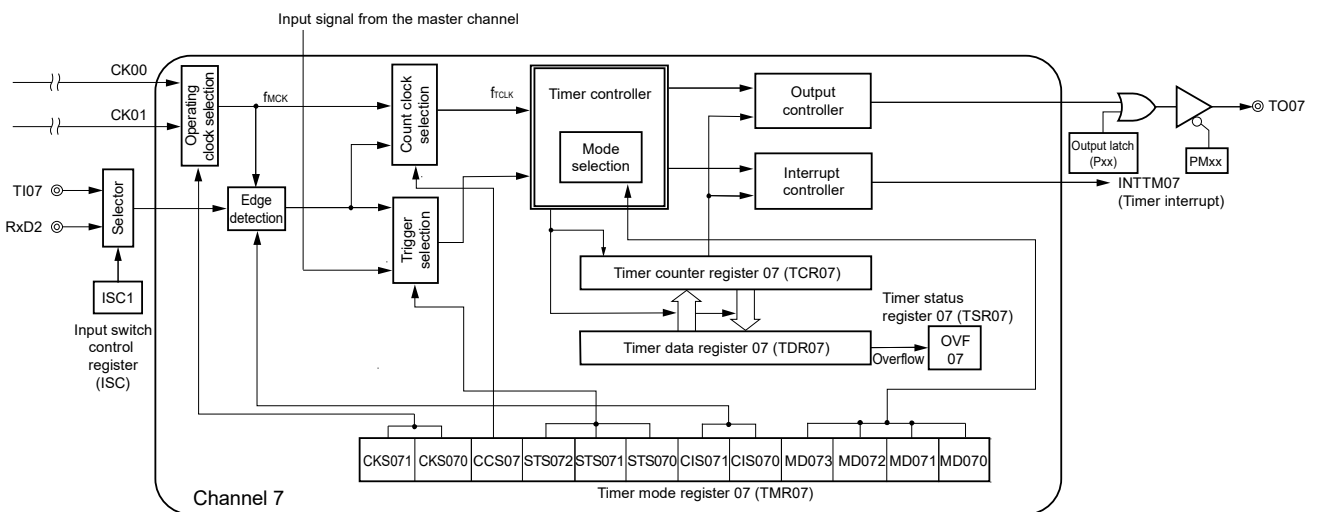 Input signal from the master channel
CK00
CK01
Operating
clock selection
fMCK
Count clock
selection
fTCLK
Timer controller
Mode
selection
Output
controller
Interrupt
controller
Output latch
(Pxx)
PMxx
TO07
INTTM07
(Timer interrupt)
TI07
RxD2
Selector
Edge
detection
Trigger
selection
ISC1
Input switch
control
register
(ISC)
Timer counter register 07 (TCR07)
Timer status
register 07 (TSR07)
Timer data register 07 (TDR07)
Overflow
OVF
07
CKS071 CKS070 CCS07 STS072 STS071 STS070 CIS071 CIS070 MD073 MD072 MD071 MD070
Timer mode register 07 (TMR07)
Channel 7